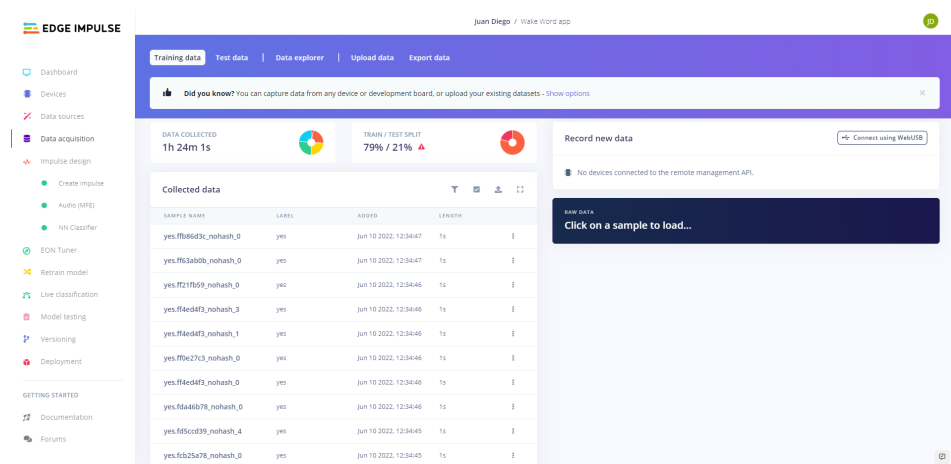 EDGE IMPULSE
Juan Diego / Wake Word app
JD
Dashboard
Devices
Data sources
Data acquisition
Impulse design
Create impulse
Audio (MFE)
NN Classifier
EON Tuner
Retrain model
Live classification
Model testing
Versioning
Deployment
GETTING STARTED
Documentation
Forums
Training data Test data | Data explorer | Upload data Export data
Did you know? You can capture data from any device or development board, or upload your existing datasets - Show options
DATA COLLECTED
1h 24m 1s
TRAIN / TEST SPLIT
79% / 21%
Collected data
SAMPLE NAME LABEL ADDED LENGTH
yes.ffb86d3c_nohash_0 yes Jun 10 2022, 12:34:47 1s
yes.ff63ab0b_nohash_0 yes Jun 10 2022, 12:34:47 1s
yes.ff21fb59_nohash_0 yes Jun 10 2022, 12:34:46 1s
yes.ff4ed4f3_nohash_3 yes Jun 10 2022, 12:34:46 1s
yes.ff4ed4f3_nohash_1 yes Jun 10 2022, 12:34:46 1s
yes.ff0e27c3_nohash_0 yes Jun 10 2022, 12:34:46 1s
yes.ff4ed4f3_nohash_0 yes Jun 10 2022, 12:34:46 1s
yes.fda46b78_nohash_0 yes Jun 10 2022, 12:34:46 1s
yes.fd5ccd39_nohash_4 yes Jun 10 2022, 12:34:45 1s
yes.fcb25a78_nohash_0 yes Jun 10 2022, 12:34:45 1s
Record new data
Connect using WebUSB
No devices connected to the remote management API.
RAW DATA
Click on a sample to load...